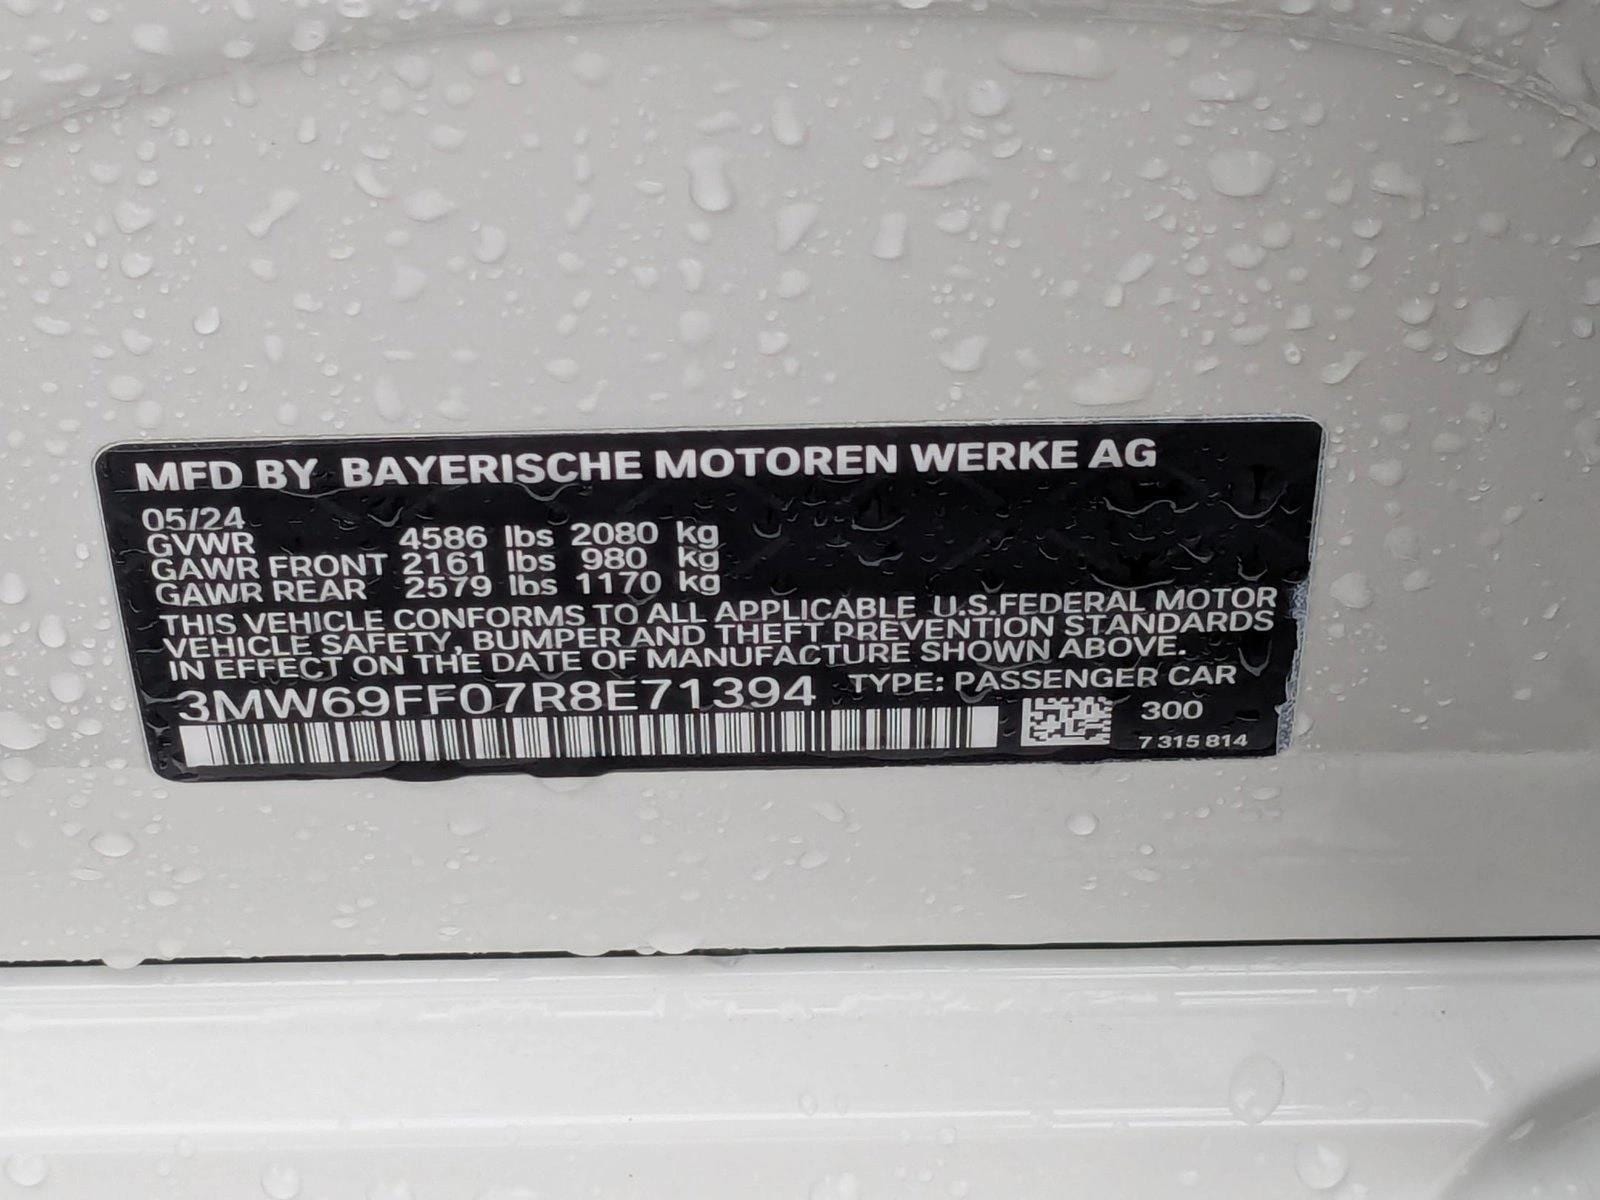 MFD BY BAYERISCHE MOTOREN WERKE AG
05/24
GVWR 4586 lbs 2080 kg
GAWR FRONT 2161 lbs 980 kg
GAWR REAR 2579 lbs 1170 kg
THIS VEHICLE CONFORMS TO ALL APPLICABLE U.S.FEDERAL MOTOR
VEHICLE SAFETY, BUMPER AND THEFT PREVENTION STANDARDS
IN EFFECT ON THE DATE OF MANUFACTURE SHOWN ABOVE.
3MW69FF07R8E71394 TYPE: PASSENGER CAR
300
7 315 814